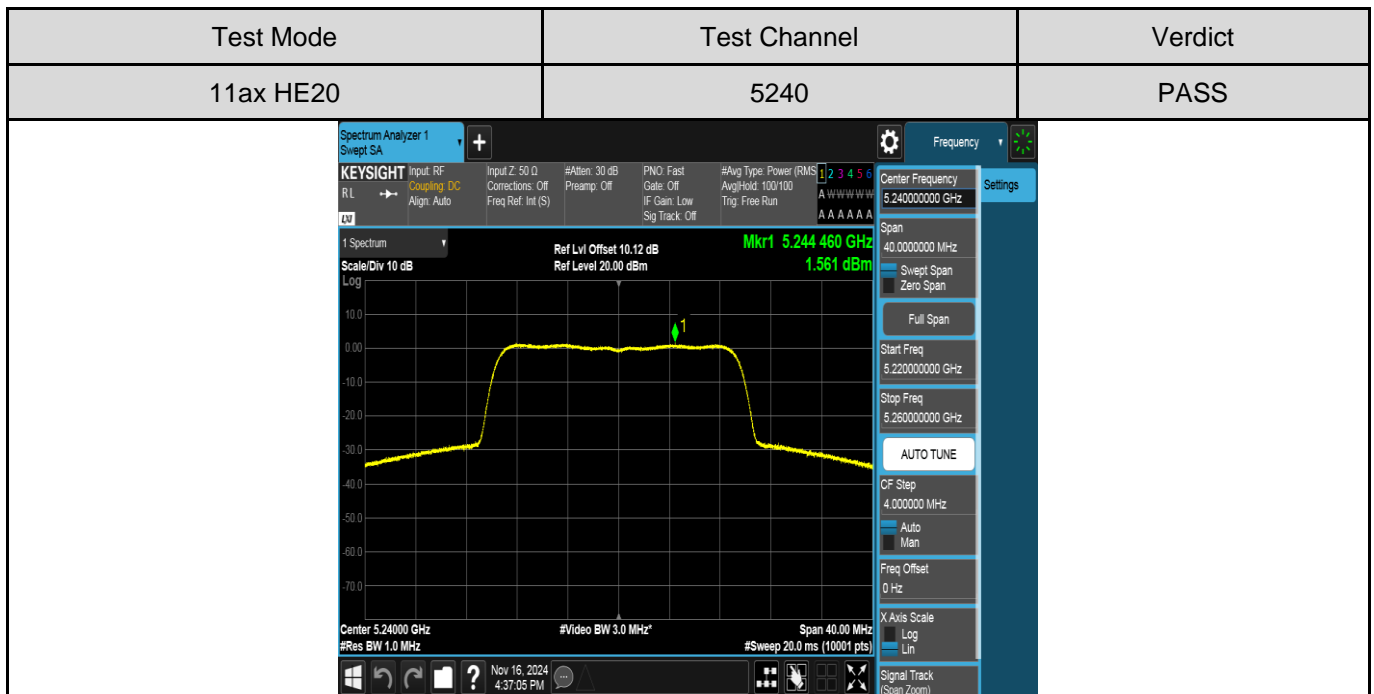 Test Mode Test Channel Verdict
11ax HE20 5240 PASS
Spectrum Analyzer 1
Swept SA
+
Frequency
KEYSIGHT
RL
LXI
Input: RF
Coupling: DC
Align: Auto
Input Z: 50 Ω
Corrections: Off
Freq Ref: Int (S)
#Atten: 30 dB
Preamp: Off
PNO: Fast
Gate: Off
IF Gain: Low
Sig Track: Off
#Avg Type: Power (RMS
Avg|Hold: 100/100
Trig: Free Run
1 2 3 4 5 6
A W W W W W
A A A A A A
1 Spectrum
Scale/Div 10 dB
Log
Ref Lvl Offset 10.12 dB
Ref Level 20.00 dBm
Mkr1 5.244 460 GHz
1.561 dBm
1
10.0
0.00
-10.0
-20.0
-30.0
-40.0
-50.0
-60.0
-70.0
Center 5.24000 GHz
#Res BW 1.0 MHz
#Video BW 3.0 MHz*
Span 40.00 MHz
#Sweep 20.0 ms (10001 pts)
?
Nov 16, 2024
4:37:05 PM
Center Frequency
5.240000000 GHz
Settings
Span
40.0000000 MHz
Swept Span
Zero Span
Full Span
Start Freq
5.220000000 GHz
Stop Freq
5.260000000 GHz
AUTO TUNE
CF Step
4.000000 MHz
Auto
Man
Freq Offset
0 Hz
X Axis Scale
Log
Lin
Signal Track
(Span Zoom)